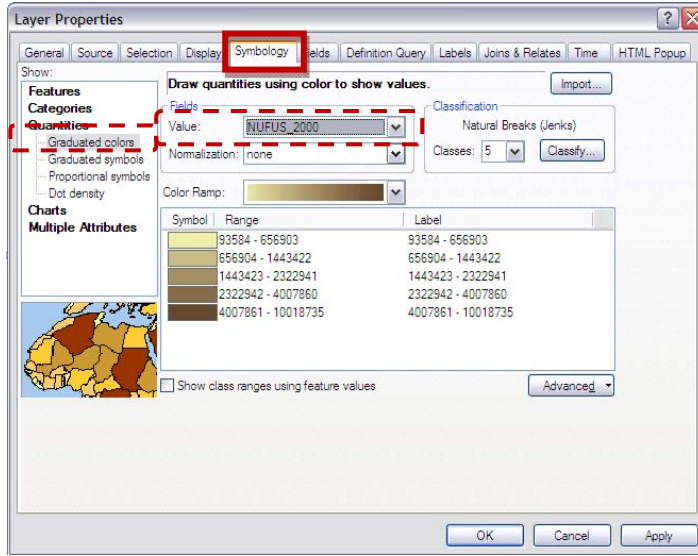 Layer Properties
General Source Selection Display Symbology Fields Definition Query Labels Joins & Relates Time HTML Popup
Show:
Features
Categories
Quantities
Graduated colors
Graduated symbols
Proportional symbols
Dot density
Charts
Multiple Attributes
Draw quantities using color to show values.
Import...
Fields
Value: NUFUS_2000
Normalization: none
Classification
Natural Breaks (Jenks)
Classes: 5 Classify...
Color Ramp:
Symbol Range Label
93584 - 656903 93584 - 656903
656904 - 1443422 656904 - 1443422
1443423 - 2322941 1443423 - 2322941
2322942 - 4007860 2322942 - 4007860
4007861 - 10018735 4007861 - 10018735
Show class ranges using feature values
Advanced
OK Cancel Apply